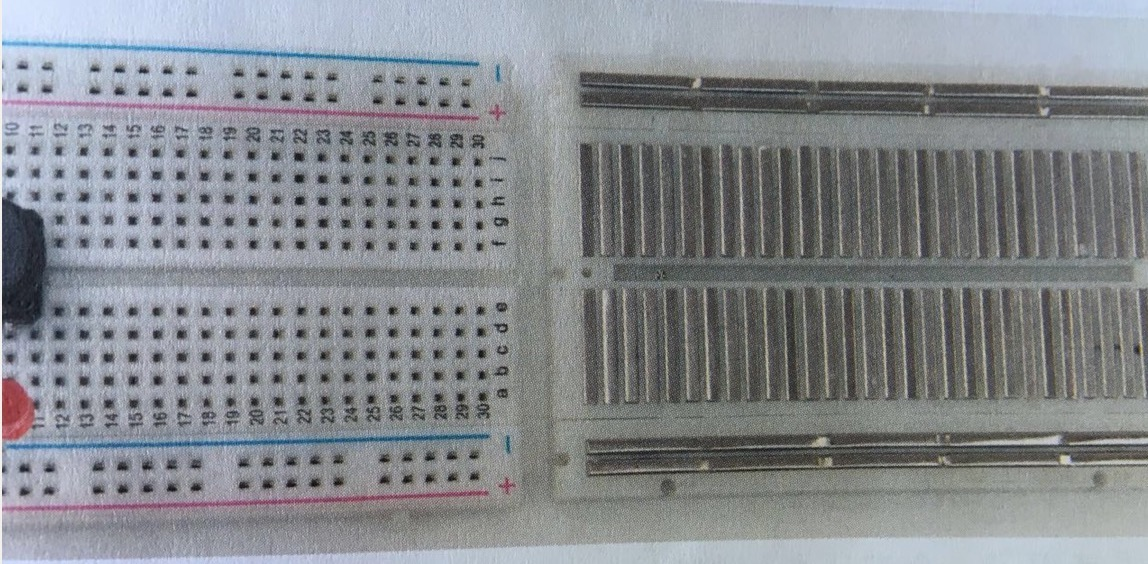 −
+
10 11 12 13 14 15 16 17 18 19 20 21 22 23 24 25 26 27 28 29 30
j
i
h
g
f
e
d
c
b
a
11 12 13 14 15 16 17 18 19 20 21 22 23 24 25 26 27 28 29 30
−
+